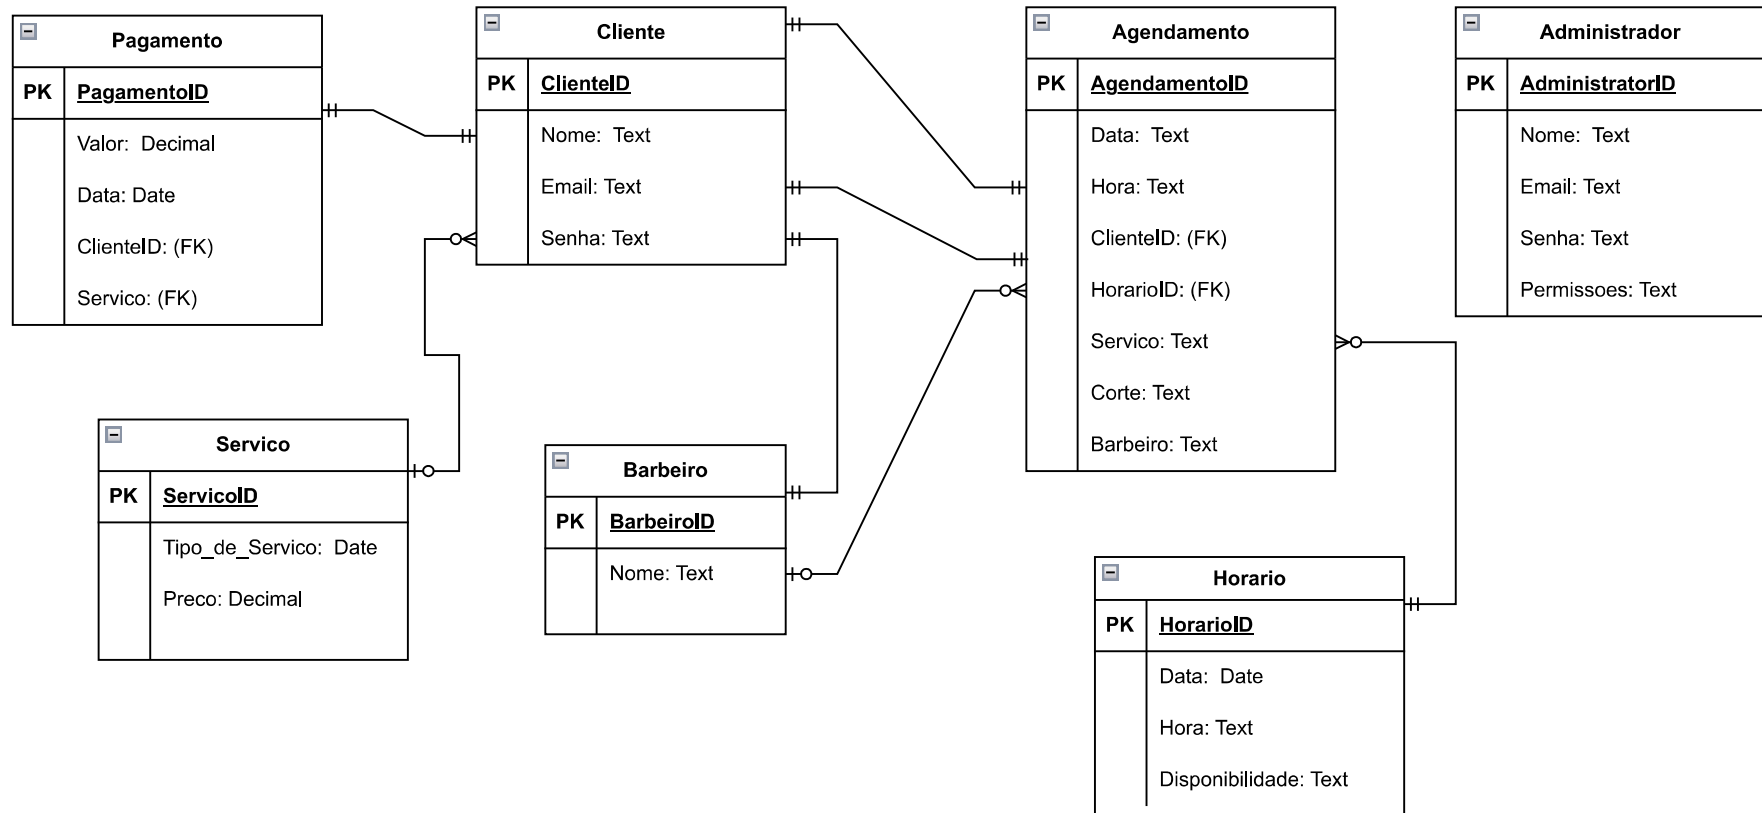 Pagamento
PK PagamentoID
Valor: Decimal
Data: Date
ClienteID: (FK)
Servico: (FK)
Cliente
PK ClienteID
Nome: Text
Email: Text
Senha: Text
Agendamento
PK AgendamentoID
Data: Text
Hora: Text
ClienteID: (FK)
HorarioID: (FK)
Servico: Text
Corte: Text
Barbeiro: Text
Administrador
PK AdministratorID
Nome: Text
Email: Text
Senha: Text
Permissoes: Text
Servico
PK ServicoID
Tipo_de_Servico: Date
Preco: Decimal
Barbeiro
PK BarbeiroID
Nome: Text
Horario
PK HorarioID
Data: Date
Hora: Text
Disponibilidade: Text